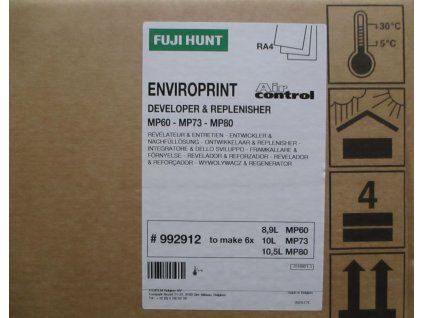 FUJI HUNT
RA4
ENVIROPRINT
Air control
DEVELOPER & REPLENISHER
MP60 - MP73 - MP80
RÉVÉLATEUR & ENTRETIEN - ENTWICKLER &
NACHFÜLLÖSUNG - ONTWIKKELAAR & REPLENISHER -
INTEGRATORE & DELLO SVILUPPO - FRAMKALLARE &
FÖRNYELSE - REVELADOR & REFORZADOR - REVELADOR
& REFORÇADOR - WYWOŁYWACZ & REGENERATOR
# 992912 to make 6x
8,9L MP60
10L MP73
10,5L MP80
30°C
5°C
4